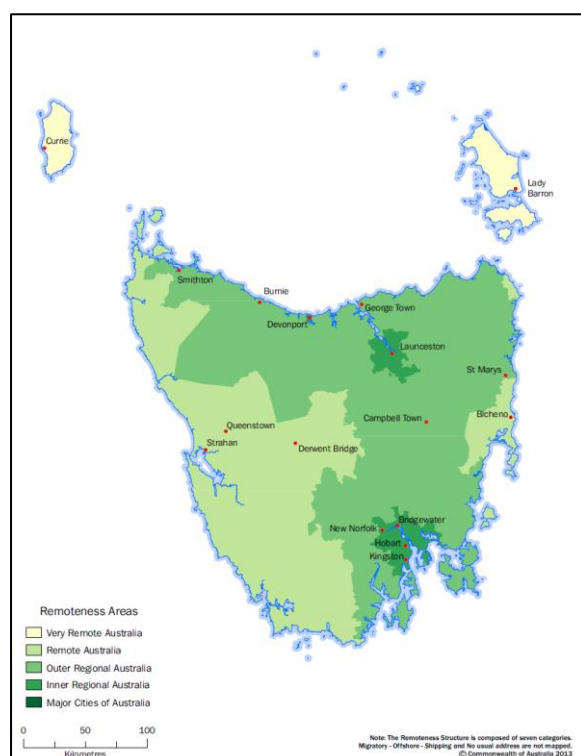 Currie
Lady
Barron
Smithton
Burnie
George Town
Devonport
Launceston
St Marys
Bicheno
Campbell Town
Queenstown
Strahan
Derwent Bridge
New Norfolk
Bridgewater
Hobart
Kingston
Remoteness Areas
Very Remote Australia
Remote Australia
Outer Regional Australia
Inner Regional Australia
Major Cities of Australia
0 50 100
Kilometres
Note: The Remoteness Structure is composed of seven categories.
Migratory - Offshore - Shipping and No usual address are not mapped.
© Commonwealth of Australia 2013